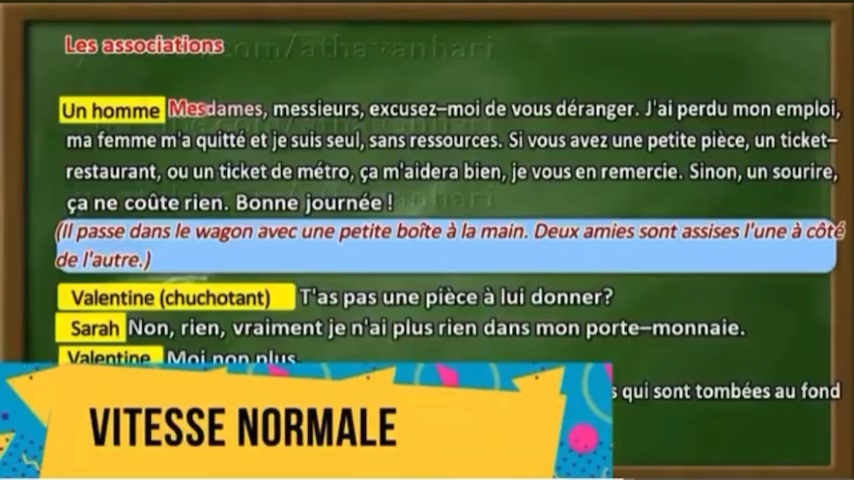 Les associations
Un homme Mesdames, messieurs, excusez-moi de vous déranger. J'ai perdu mon emploi,
ma femme m'a quitté et je suis seul, sans ressources. Si vous avez une petite pièce, un ticket-
restaurant, ou un ticket de métro, ça m'aidera bien, je vous en remercie. Sinon, un sourire,
ça ne coûte rien. Bonne journée !
(Il passe dans le wagon avec une petite boîte à la main. Deux amies sont assises l'une à côté
de l'autre.)
Valentine (chuchotant) T'as pas une pièce à lui donner?
Sarah Non, rien, vraiment je n'ai plus rien dans mon porte-monnaie.
Valentine Moi non plus.
qui sont tombées au fond
VITESSE NORMALE